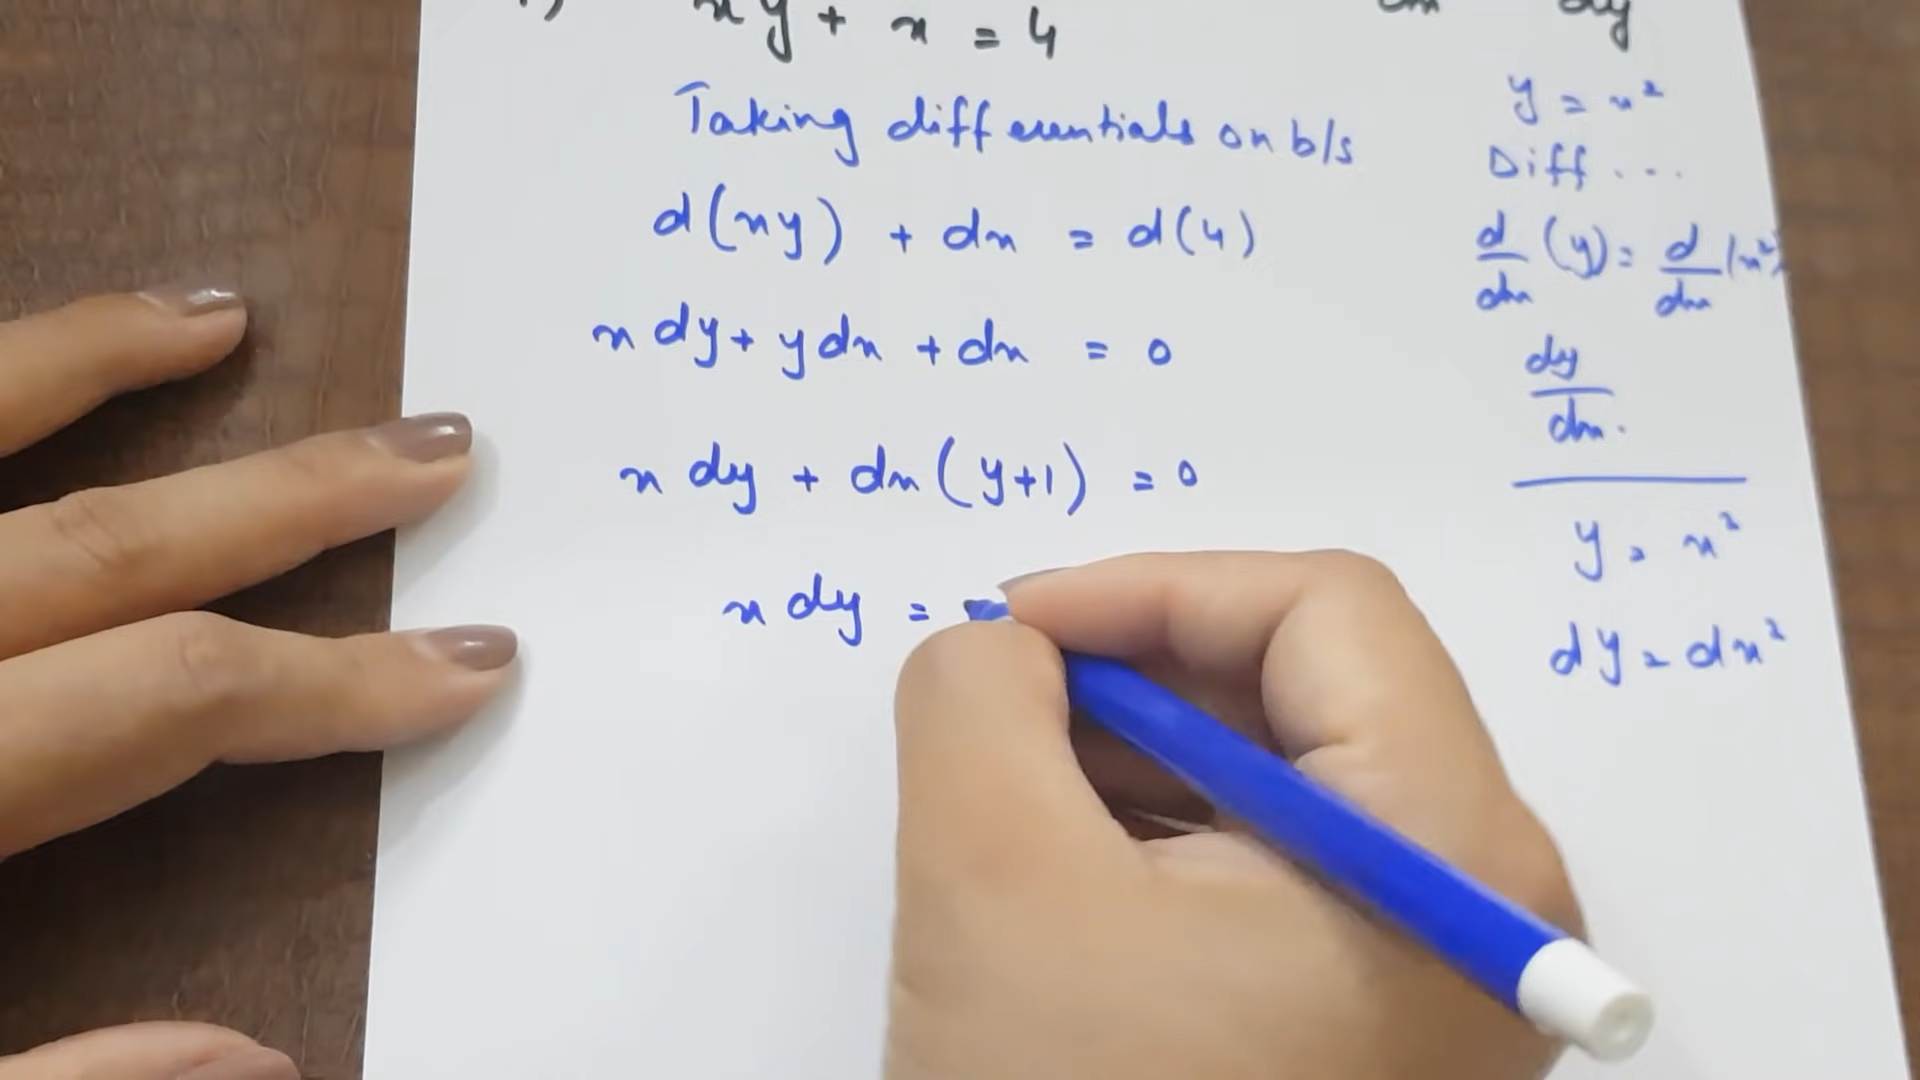 xy + x = 4
Taking differentials on b/s
d(xy) + dx = d(4)
x dy + y dx + dx = 0
x dy + dx (y+1) = 0
x dy =
dy
y = x²
Diff ...
d/dx (y) = d/dx (x²)
dy/dx.
y = x²
dy = dx²